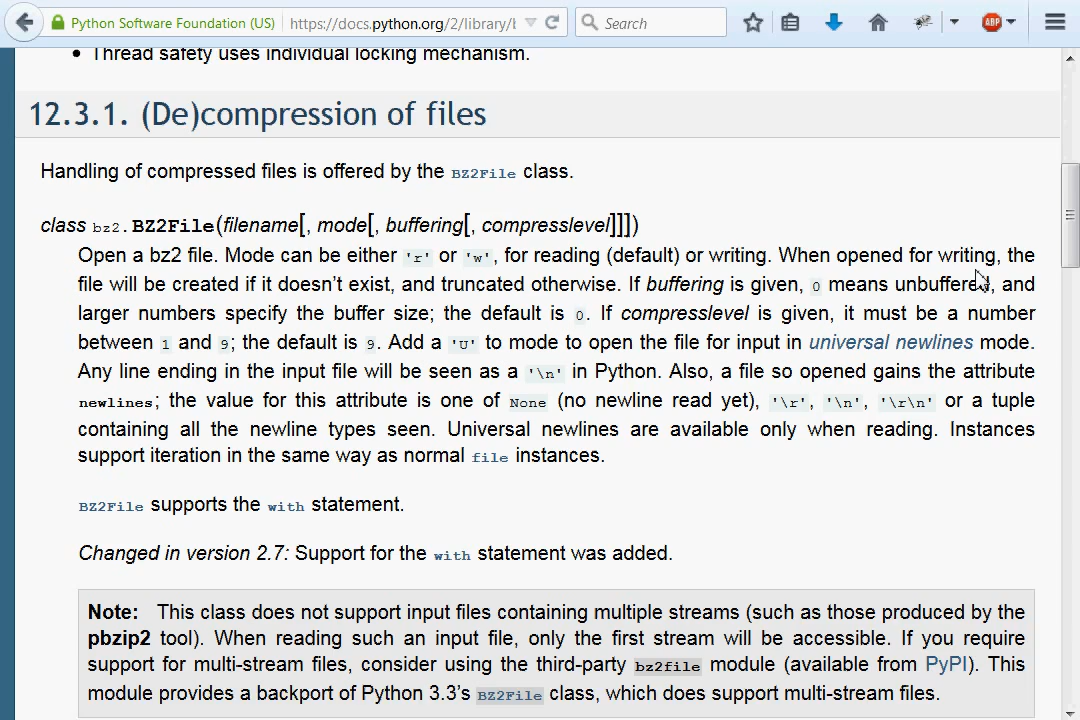 Python Software Foundation (US)
https://docs.python.org/2/library/
Search
ABP
• Thread safety uses individual locking mechanism.
12.3.1. (De)compression of files
Handling of compressed files is offered by the BZ2File class.
class bz2.BZ2File(filename[, mode[, buffering[, compresslevel]]])
Open a bz2 file. Mode can be either 'r' or 'w', for reading (default) or writing. When opened for writing, the
file will be created if it doesn't exist, and truncated otherwise. If buffering is given, 0 means unbuffered, and
larger numbers specify the buffer size; the default is 0. If compresslevel is given, it must be a number
between 1 and 9; the default is 9. Add a 'U' to mode to open the file for input in universal newlines mode.
Any line ending in the input file will be seen as a '\n' in Python. Also, a file so opened gains the attribute
newlines; the value for this attribute is one of None (no newline read yet), '\r', '\n', '\r\n' or a tuple
containing all the newline types seen. Universal newlines are available only when reading. Instances
support iteration in the same way as normal file instances.
BZ2File supports the with statement.
Changed in version 2.7: Support for the with statement was added.
Note: This class does not support input files containing multiple streams (such as those produced by the
pbzip2 tool). When reading such an input file, only the first stream will be accessible. If you require
support for multi-stream files, consider using the third-party bz2file module (available from PyPI). This
module provides a backport of Python 3.3's BZ2File class, which does support multi-stream files.